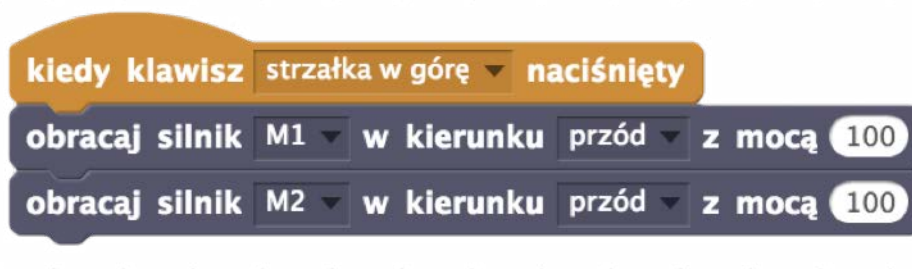 kiedy klawisz strzałka w górę naciśnięty
obracaj silnik M1 w kierunku przód z mocą 100
obracaj silnik M2 w kierunku przód z mocą 100